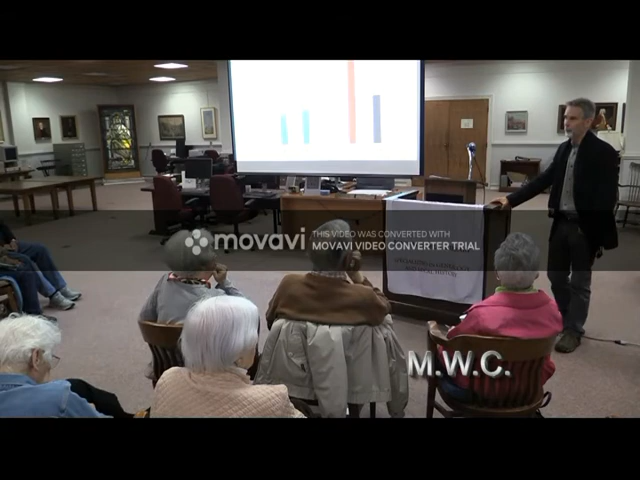 movavi
THIS VIDEO WAS CONVERTED WITH
MOVAVI VIDEO CONVERTER TRIAL
M.W.C.